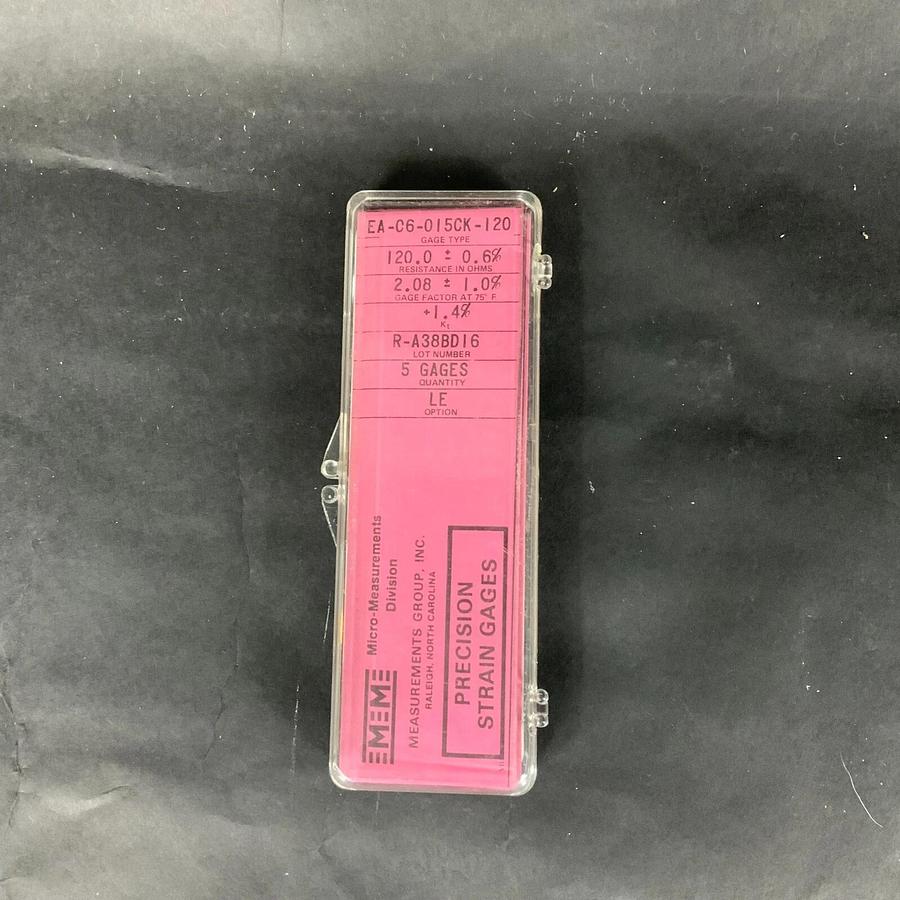 EA-C6-015CK-120
GAGE TYPE
120.0 ± 0.6%
RESISTANCE IN OHMS
2.08 ± 1.0%
GAGE FACTOR AT 75° F
+1.4%
Kt
R-A38BD16
LOT NUMBER
5 GAGES
QUANTITY
LE
OPTION
MM
Micro-Measurements
Division
MEASUREMENTS GROUP, INC.
RALEIGH, NORTH CAROLINA
PRECISION
STRAIN GAGES